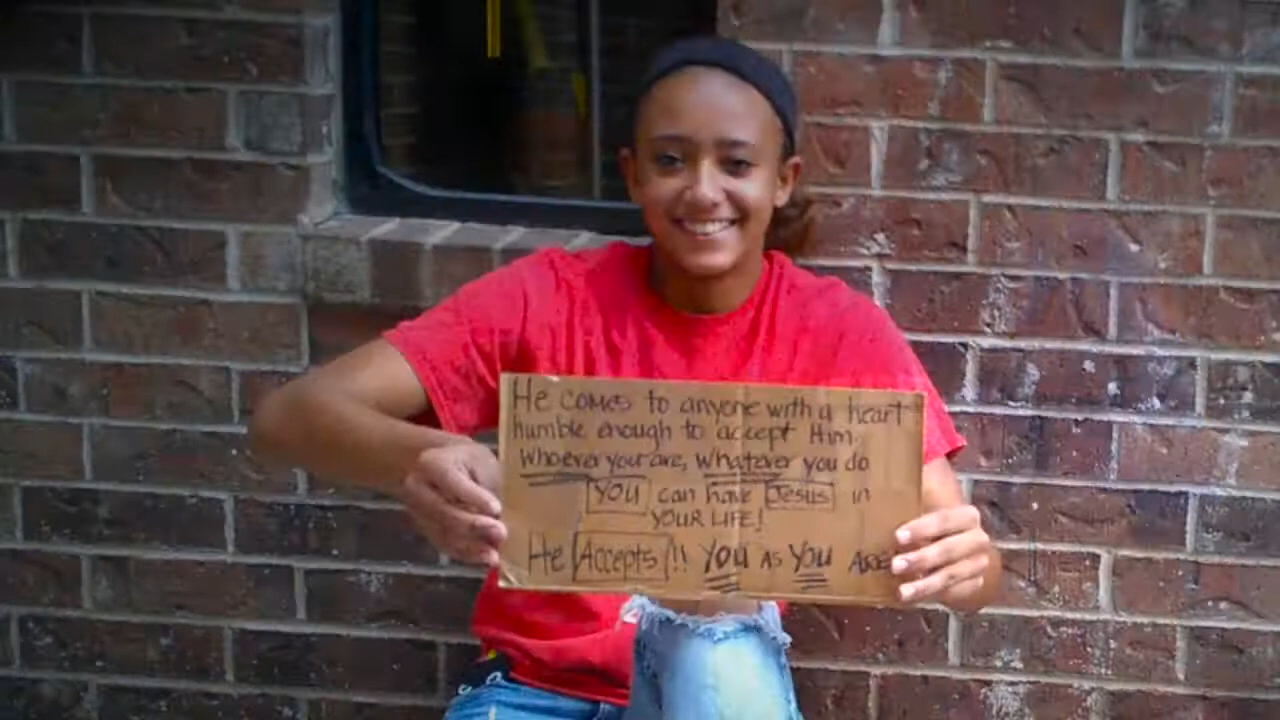 He comes to anyone with a heart
humble enough to accept Him.
Whoever you are, whatever you do
YOU can have Jesus in
YOUR LIFE!
He Accepts!! YOU AS YOU ARE